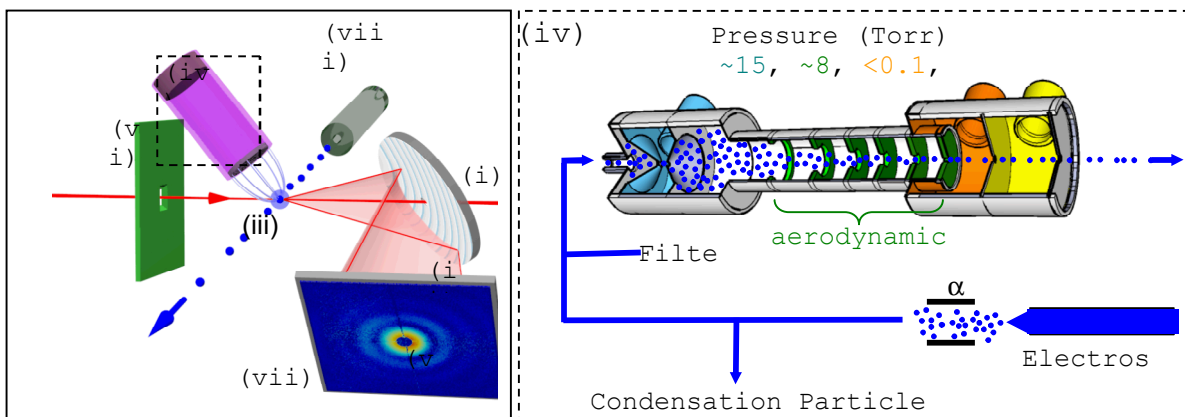 (vii
i)
(iv
(v
i)
(i)
(iii)
(i
(v
(vii)
(iv)
Pressure (Torr)
~15, ~8, <0.1,
aerodynamic
Filte
α
Electros
Condensation Particle